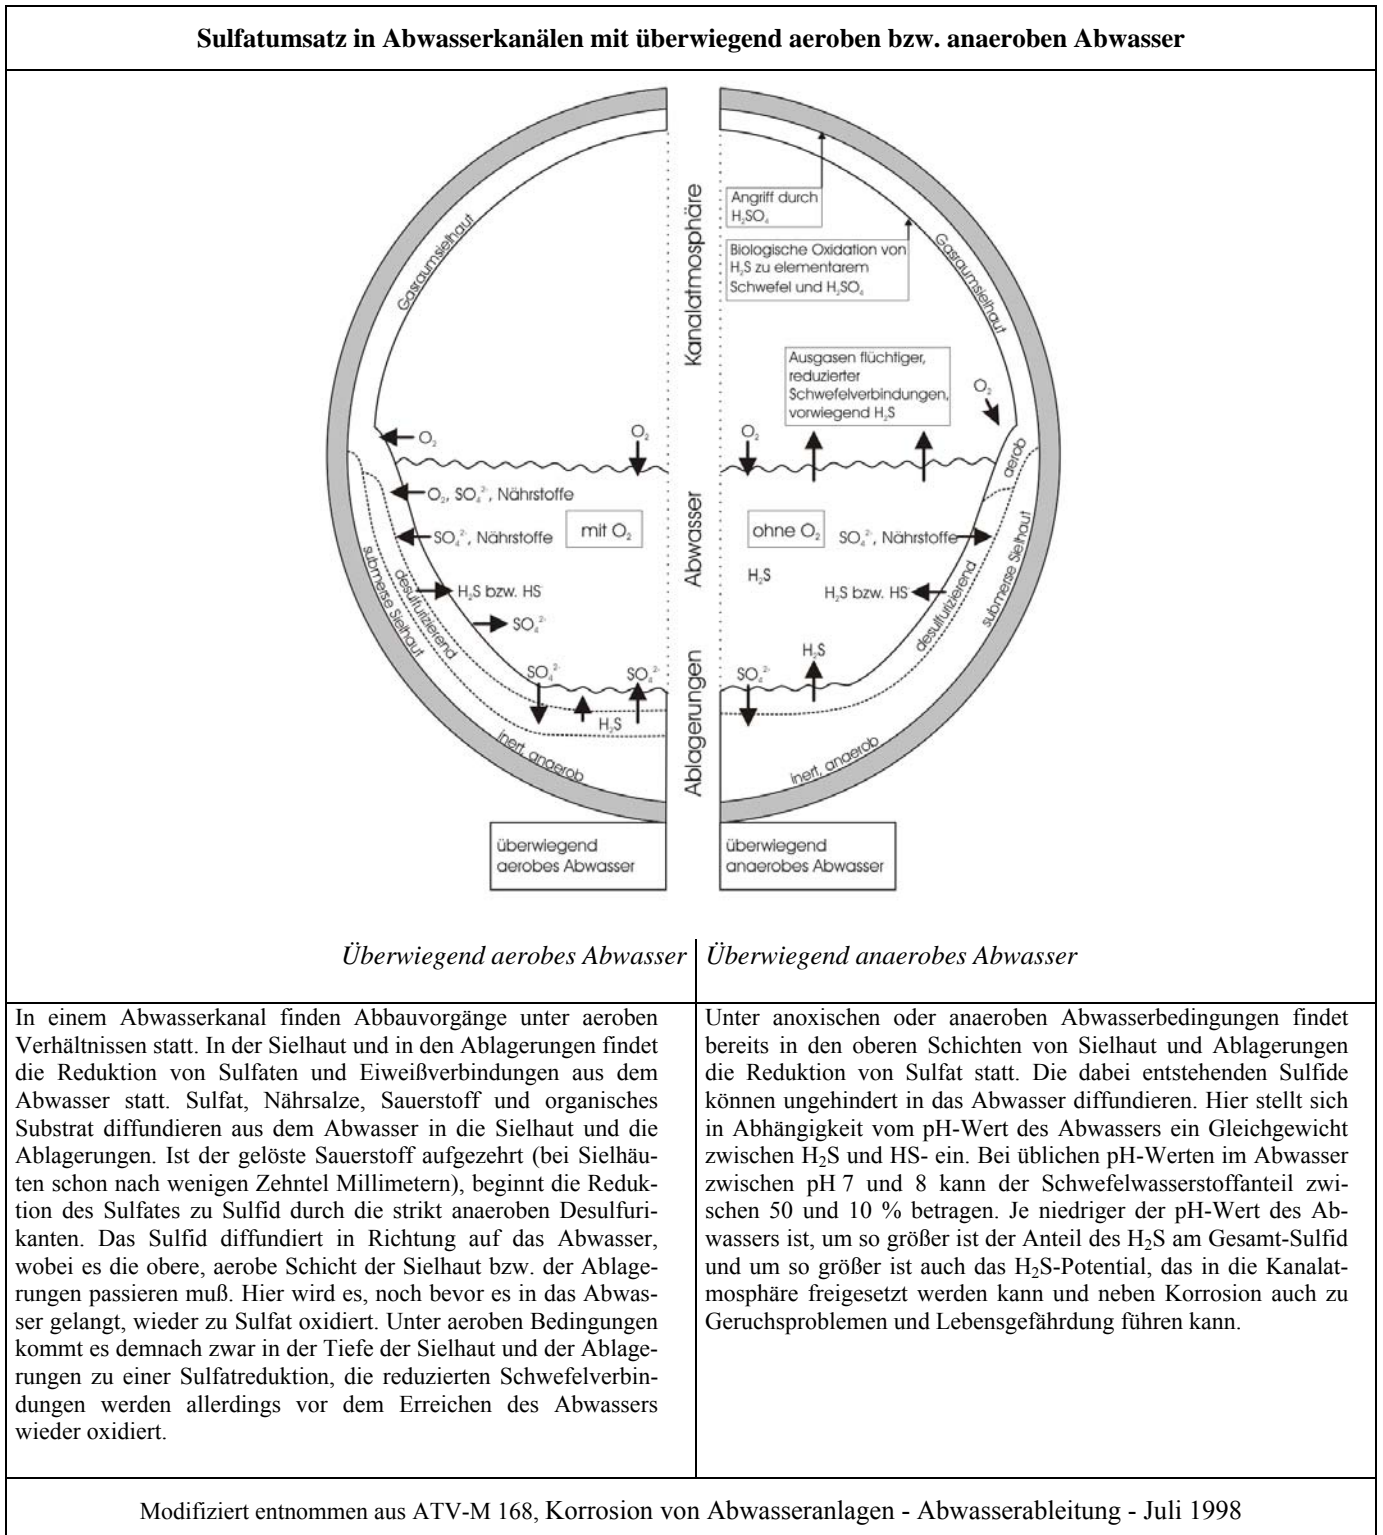 Sulfatumsatz in Abwasserkanälen mit überwiegend aeroben bzw. anaeroben Abwasser
Gasraumsielhaut
O₂
O₂
O₂, SO₄²⁻, Nährstoffe
SO₄²⁻, Nährstoffe
mit O₂
H₂S bzw. HS
SO₄²⁻
desulfurizierend
submerse Sielhaut
SO₄²⁻
SO₄²⁻
H₂S
inert, anaerob
überwiegend
aerobes Abwasser
Kanalatmosphäre
Abwasser
Ablagerungen
Angriff durch
H₂SO₄
Biologische Oxidation von
H₂S zu elementarem
Schwefel und H₂SO₄
Gasraumsielhaut
Ausgasen flüchtiger,
reduzierter
Schwefelverbindungen,
vorwiegend H₂S
O₂
O₂
aerob
ohne O₂
SO₄²⁻, Nährstoffe
H₂S
H₂S bzw. HS
desulfurizierend
submerse Sielhaut
SO₄²⁻
H₂S
inert, anaerob
überwiegend
anaerobes Abwasser
Überwiegend aerobes Abwasser
In einem Abwasserkanal finden Abbauvorgänge unter aeroben
Verhältnissen statt. In der Sielhaut und in den Ablagerungen findet
die Reduktion von Sulfaten und Eiweißverbindungen aus dem
Abwasser statt. Sulfat, Nährsalze, Sauerstoff und organisches
Substrat diffundieren aus dem Abwasser in die Sielhaut und die
Ablagerungen. Ist der gelöste Sauerstoff aufgezehrt (bei Sielhäu-
ten schon nach wenigen Zehntel Millimetern), beginnt die Reduk-
tion des Sulfates zu Sulfid durch die strikt anaeroben Desulfuri-
kanten. Das Sulfid diffundiert in Richtung auf das Abwasser,
wobei es die obere, aerobe Schicht der Sielhaut bzw. der Ablage-
rungen passieren muß. Hier wird es, noch bevor es in das Abwas-
ser gelangt, wieder zu Sulfat oxidiert. Unter aeroben Bedingungen
kommt es demnach zwar in der Tiefe der Sielhaut und der Ablage-
rungen zu einer Sulfatreduktion, die reduzierten Schwefelverbin-
dungen werden allerdings vor dem Erreichen des Abwassers
wieder oxidiert.
Überwiegend anaerobes Abwasser
Unter anoxischen oder anaeroben Abwasserbedingungen findet
bereits in den oberen Schichten von Sielhaut und Ablagerungen
die Reduktion von Sulfat statt. Die dabei entstehenden Sulfide
können ungehindert in das Abwasser diffundieren. Hier stellt sich
in Abhängigkeit vom pH-Wert des Abwassers ein Gleichgewicht
zwischen H₂S und HS- ein. Bei üblichen pH-Werten im Abwasser
zwischen pH 7 und 8 kann der Schwefelwasserstoffanteil zwi-
schen 50 und 10 % betragen. Je niedriger der pH-Wert des Ab-
wassers ist, um so größer ist der Anteil des H₂S am Gesamt-Sulfid
und um so größer ist auch das H₂S-Potential, das in die Kanalat-
mosphäre freigesetzt werden kann und neben Korrosion auch zu
Geruchsproblemen und Lebensgefährdung führen kann.
Modifiziert entnommen aus ATV-M 168, Korrosion von Abwasseranlagen - Abwasserableitung - Juli 1998